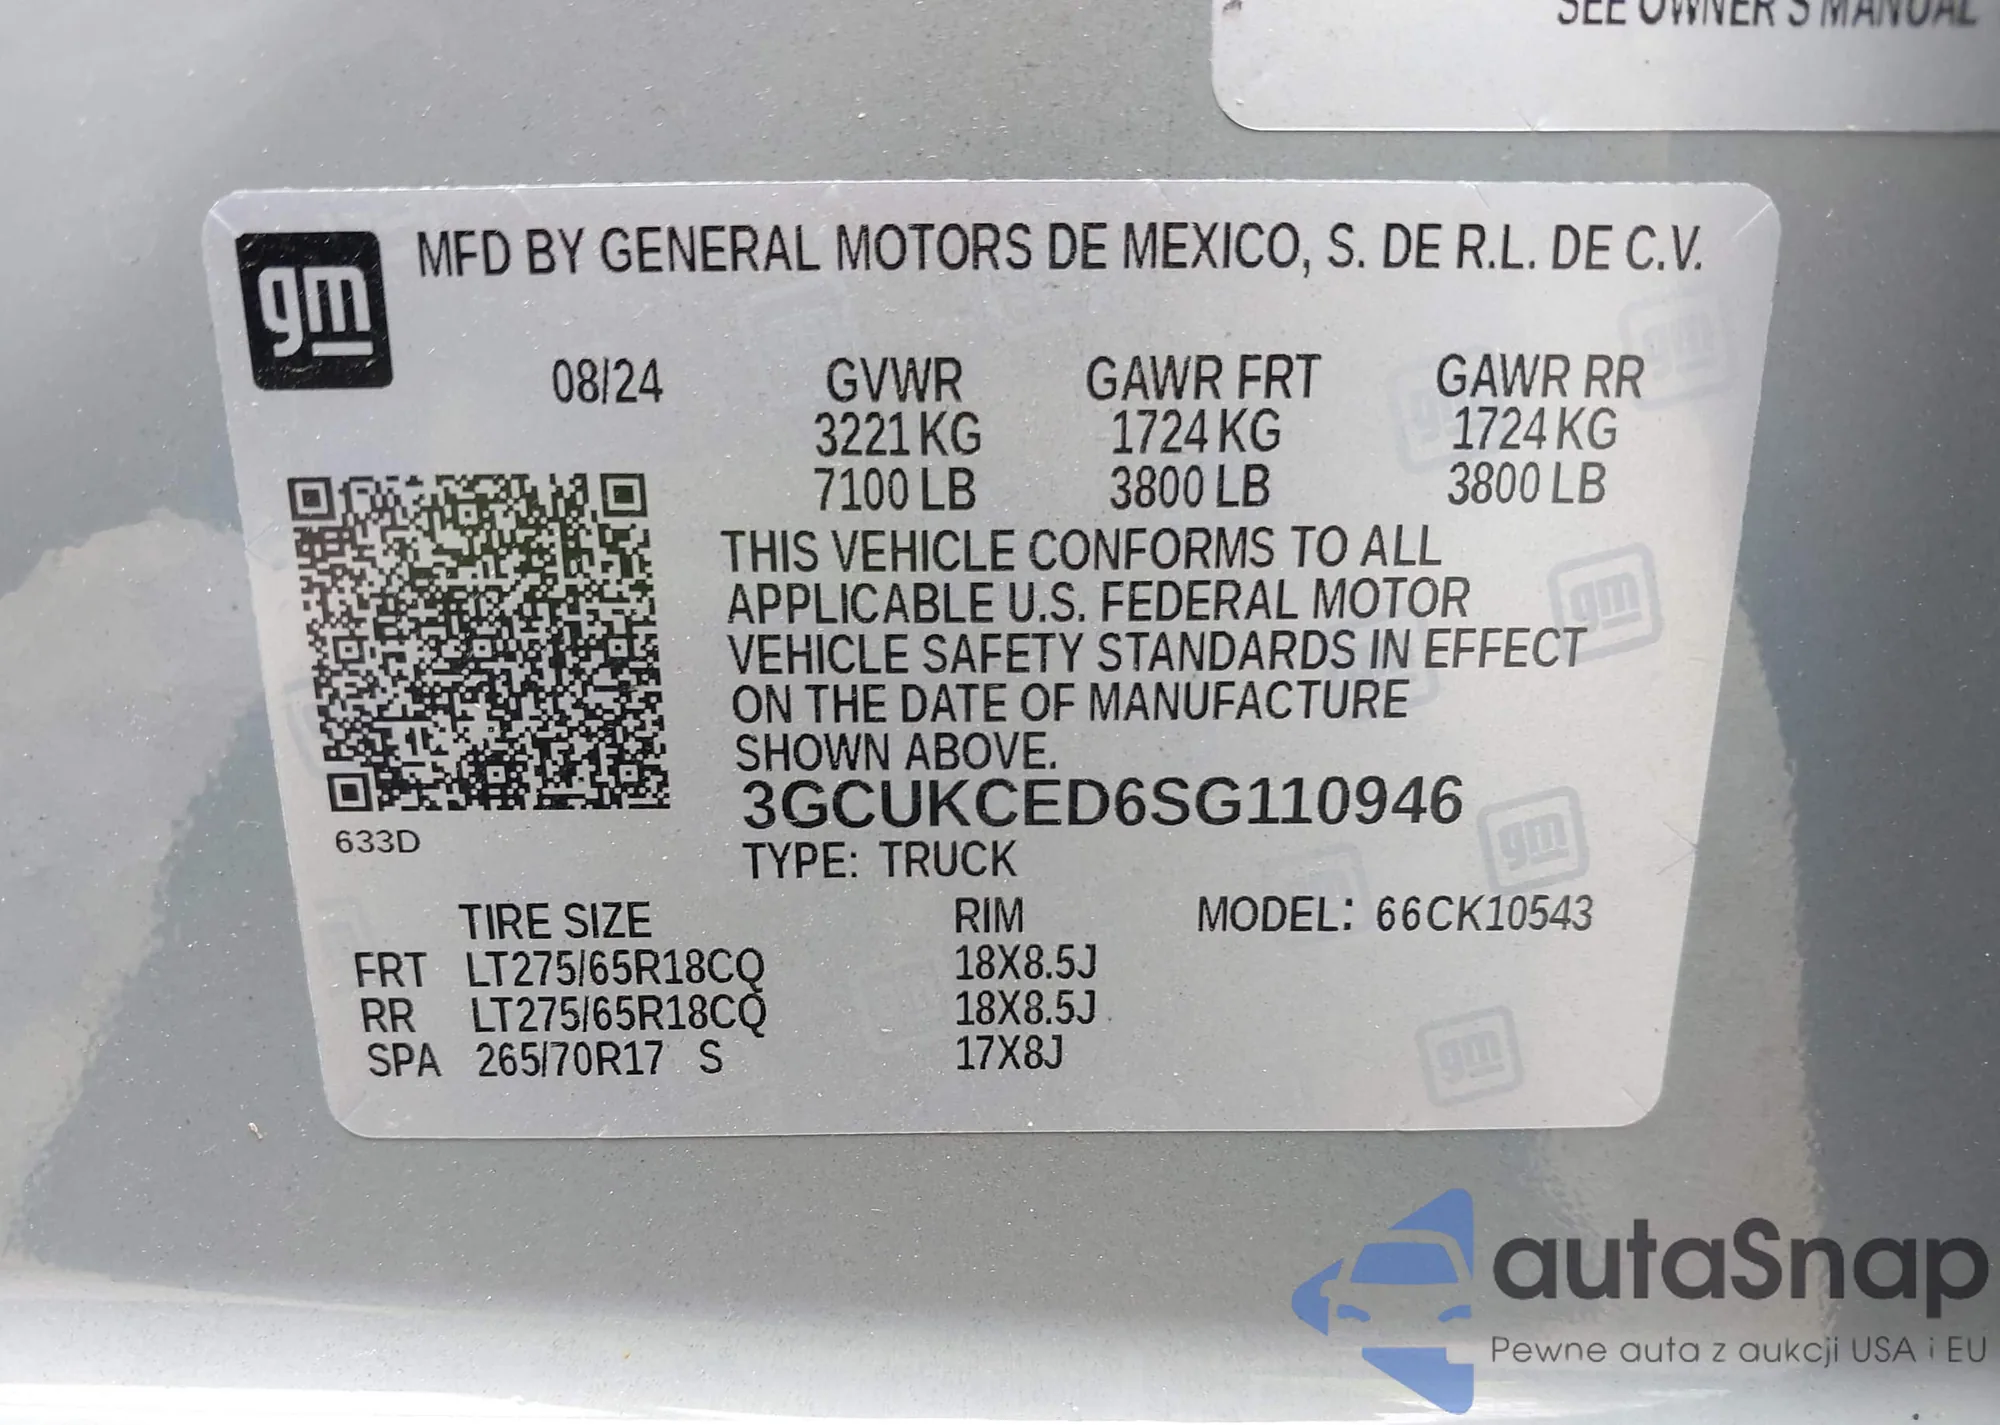 SEE OWNER'S MANUAL
gm
MFD BY GENERAL MOTORS DE MEXICO, S. DE R.L. DE C.V.
08/24 GVWR GAWR FRT GAWR RR
3221 KG 1724 KG 1724 KG
7100 LB 3800 LB 3800 LB
THIS VEHICLE CONFORMS TO ALL
APPLICABLE U.S. FEDERAL MOTOR
VEHICLE SAFETY STANDARDS IN EFFECT
ON THE DATE OF MANUFACTURE
SHOWN ABOVE.
3GCUKCED6SG110946
633D
TYPE: TRUCK
TIRE SIZE RIM MODEL: 66CK10543
FRT LT275/65R18CQ 18X8.5J
RR LT275/65R18CQ 18X8.5J
SPA 265/70R17 S 17X8J
gm
gm
gm
gm
autaSnap
Pewne auta z aukcji USA i EU